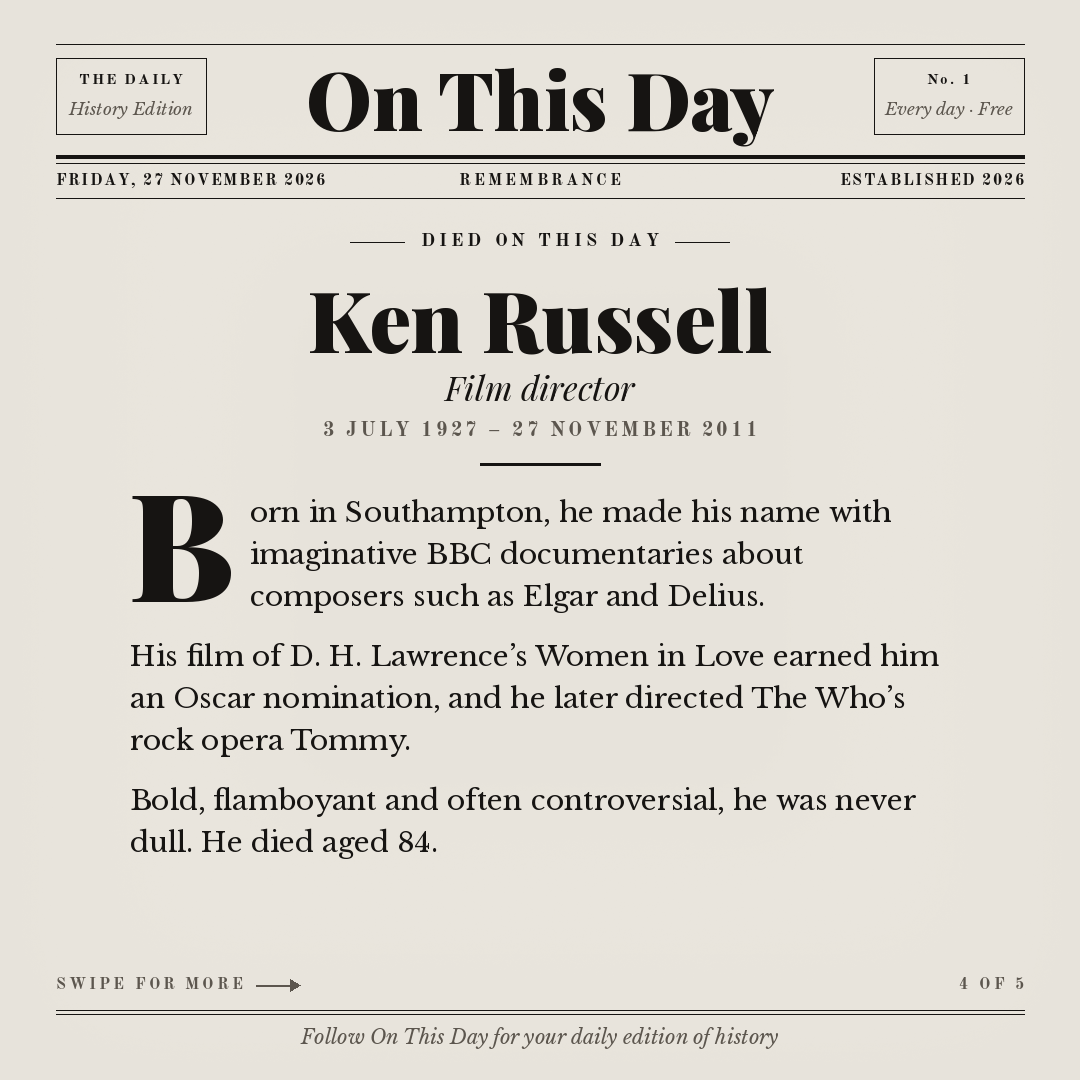 THE DAILY
History Edition
On This Day
No. 1
Every day · Free
FRIDAY, 27 NOVEMBER 2026
REMEMBRANCE
ESTABLISHED 2026
DIED ON THIS DAY
Ken Russell
Film director
3 JULY 1927 – 27 NOVEMBER 2011
Born in Southampton, he made his name with
imaginative BBC documentaries about
composers such as Elgar and Delius.
His film of D. H. Lawrence’s Women in Love earned him
an Oscar nomination, and he later directed The Who’s
rock opera Tommy.
Bold, flamboyant and often controversial, he was never
dull. He died aged 84.
SWIPE FOR MORE
4 OF 5
Follow On This Day for your daily edition of history